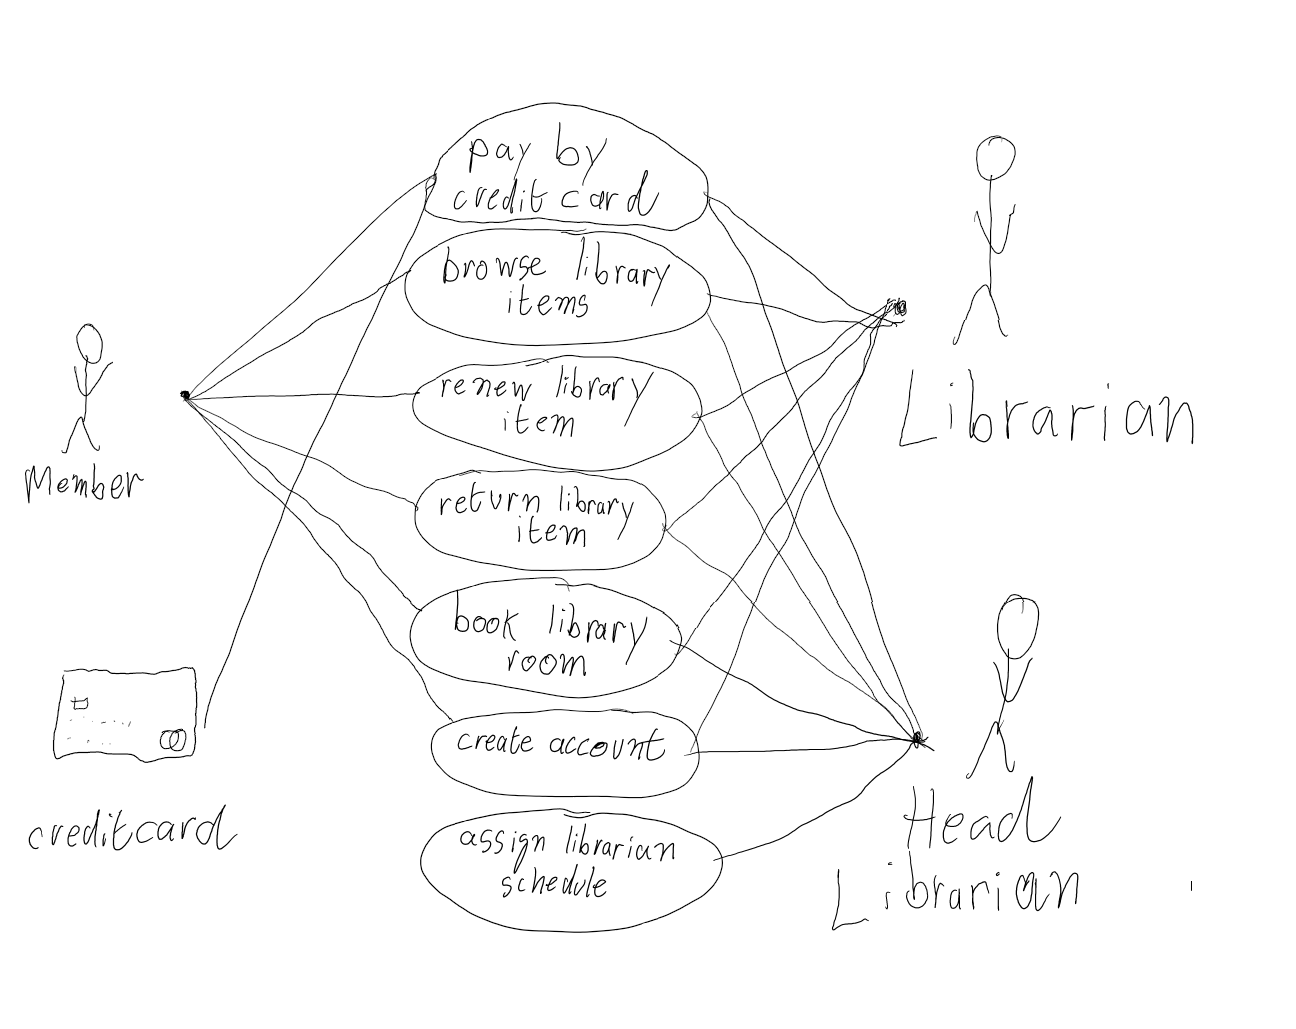 pay by
credit card
browse library
items
renew library
item
return library
item
book library
room
create account
assign librarian
schedule
Member
creditcard
Librarian
Head
Librarian